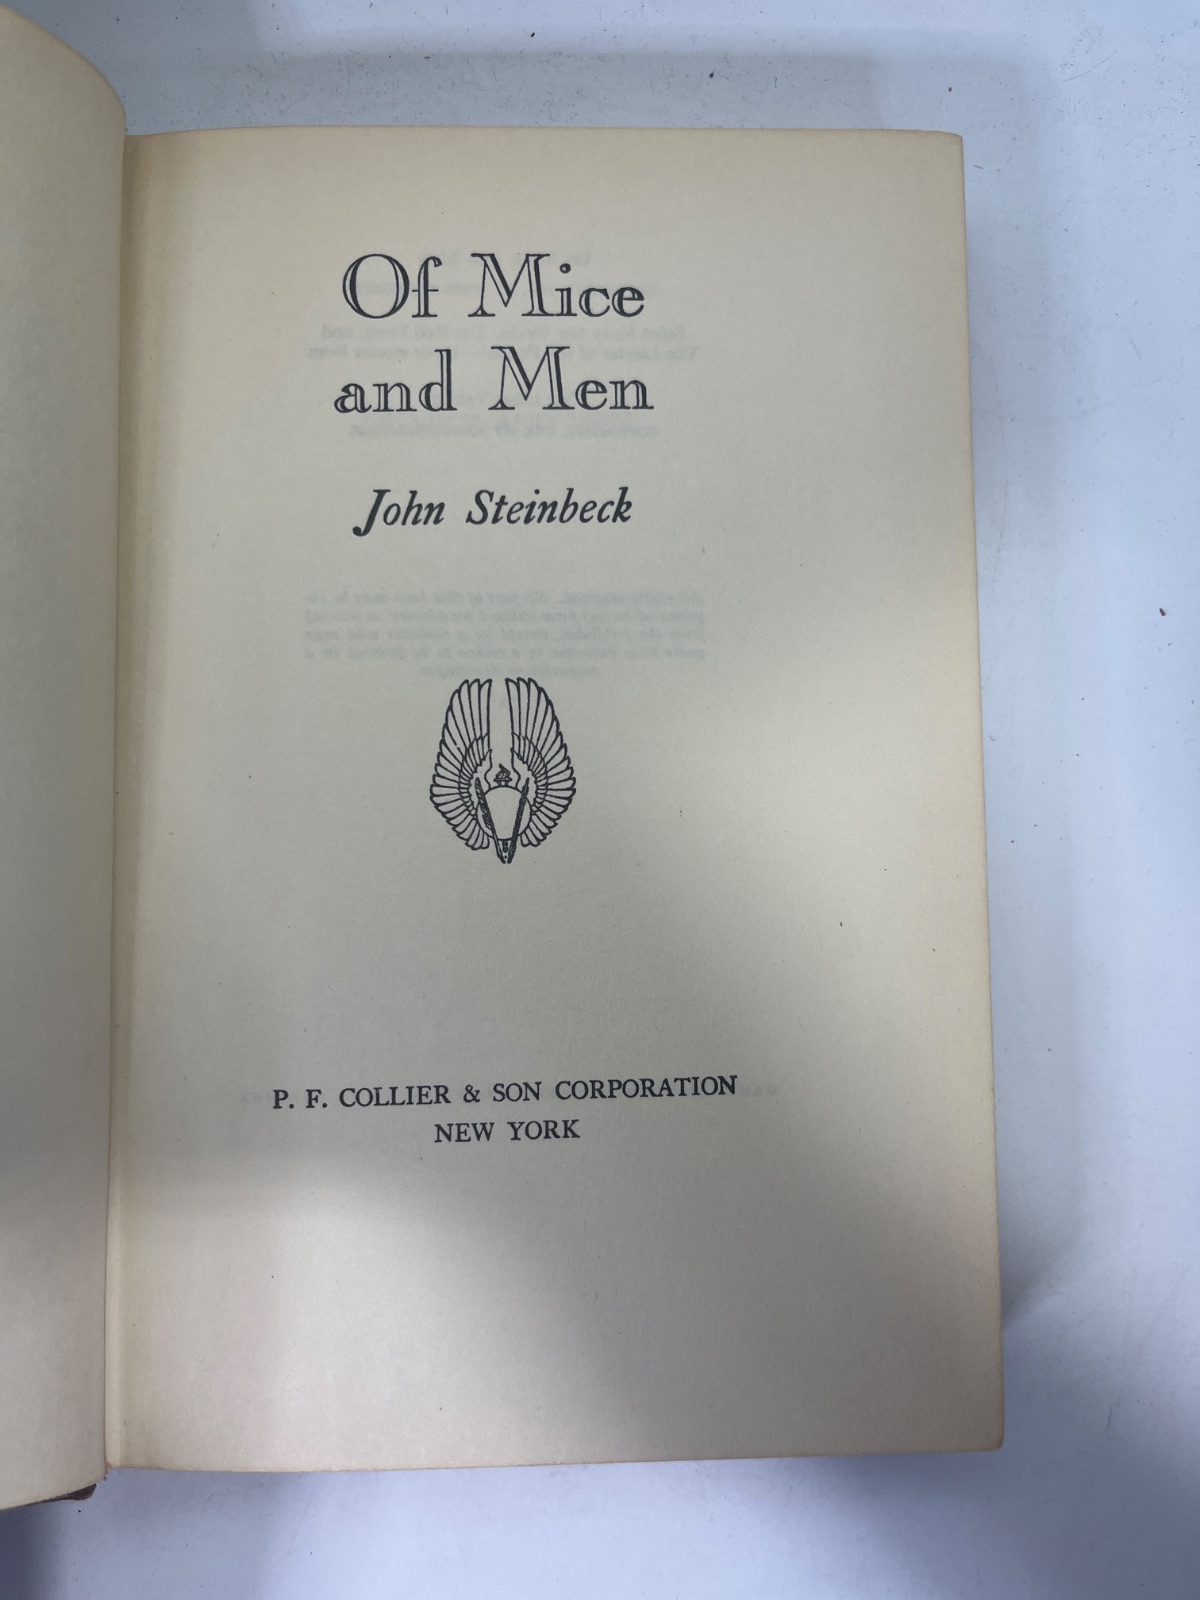 Of Mice
and Men
John Steinbeck
P. F. COLLIER & SON CORPORATION
NEW YORK